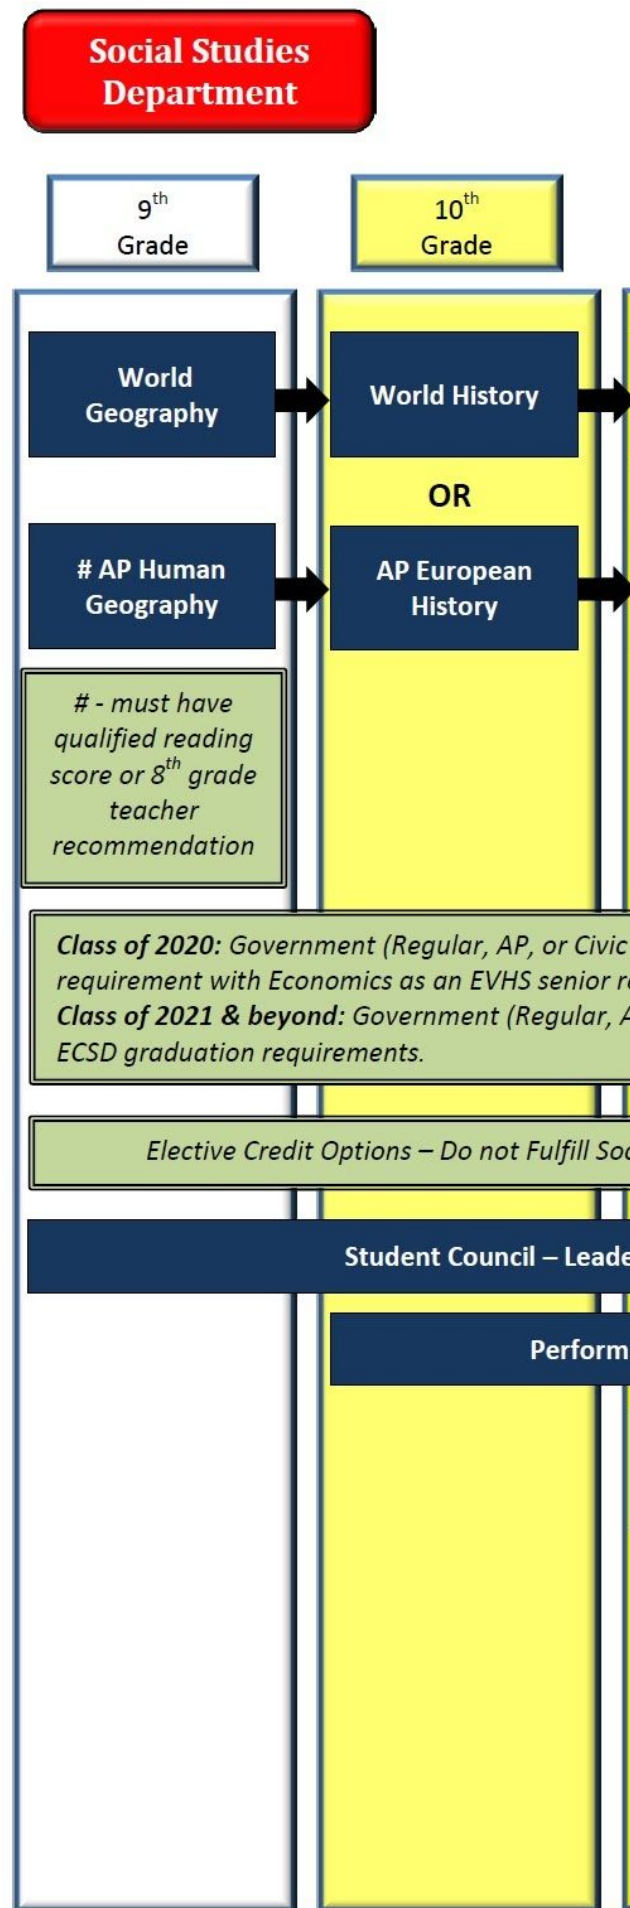 Social Studies
Department
9th
Grade
10th
Grade
World
Geography
World History
OR
# AP Human
Geography
AP European
History
# - must have
qualified reading
score or 8th grade
teacher
recommendation
Class of 2020: Government (Regular, AP, or Civic
requirement with Economics as an EVHS senior
Class of 2021 & beyond: Government (Regular,
ECSD graduation requirements.
Elective Credit Options – Do not Fulfill
Student Council –